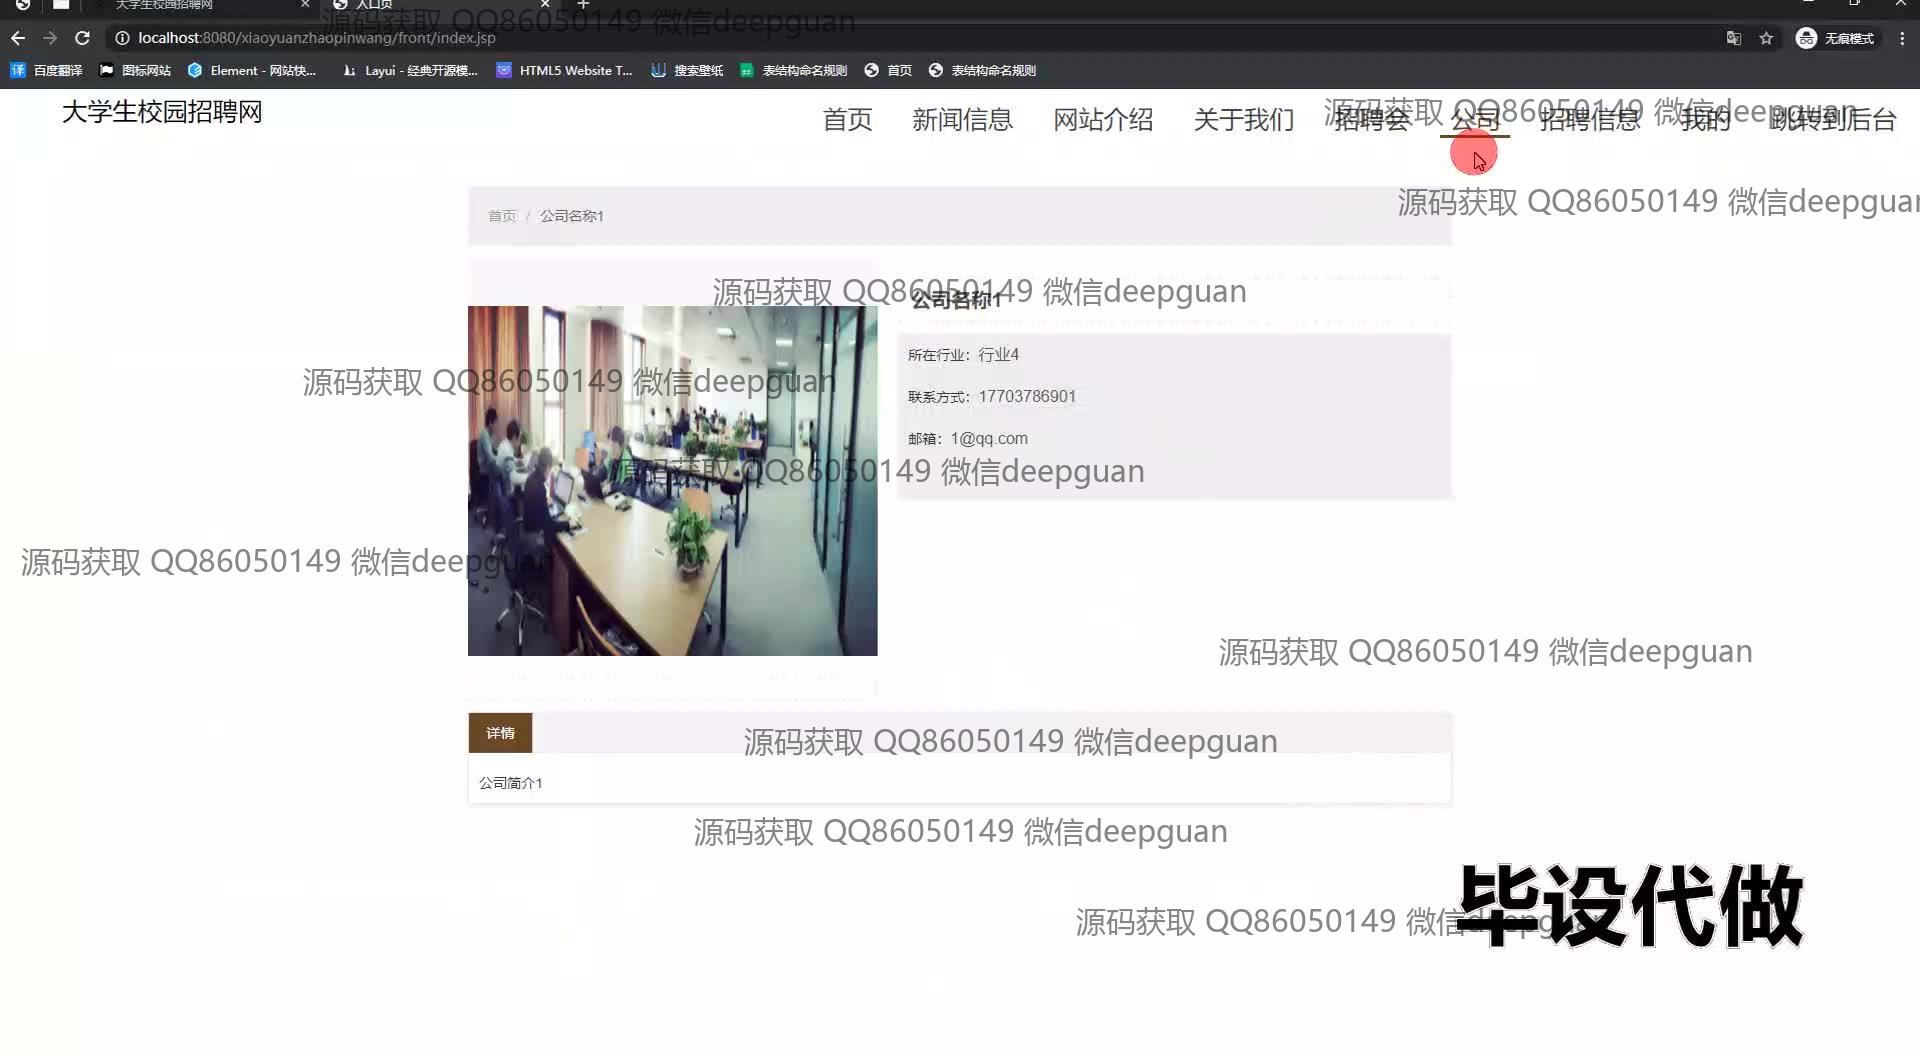 大学生校园招聘网
入口页
源码获取 QQ86050149 微信deepguan
localhost:8080/xiaoyuanzhaopinwang/front/index.jsp
无痕模式
百度翻译 图标网站 Element - 网站快... Layui - 经典开源模... HTML5 Website T... 搜索壁纸 表结构命名规则 首页 表结构命名规则
大学生校园招聘网
首页 新闻信息 网站介绍 关于我们 招聘会 公司 招聘信息 我的 跳转到后台
源码获取 QQ86050149 微信deepguan
源码获取 QQ86050149 微信deepguan
首页 / 公司名称1
源码获取 QQ86050149 微信deepguan
公司名称1
所在行业：行业4
源码获取 QQ86050149 微信deepguan
联系方式：17703786901
邮箱：1@qq.com
源码获取 QQ86050149 微信deepguan
源码获取 QQ86050149 微信deepguan
源码获取 QQ86050149 微信deepguan
详情
源码获取 QQ86050149 微信deepguan
公司简介1
源码获取 QQ86050149 微信deepguan
源码获取 QQ86050149 微信deepguan
毕设代做